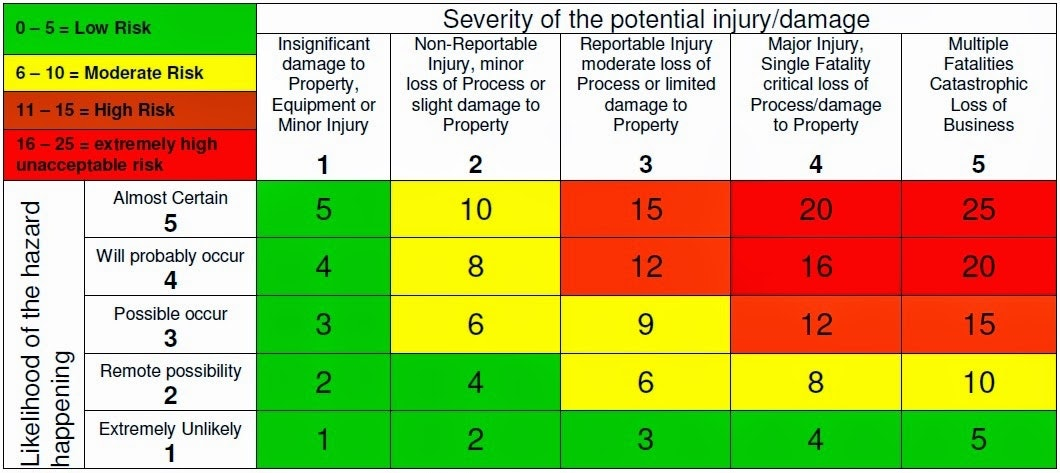 0 – 5 = Low Risk
6 – 10 = Moderate Risk
11 – 15 = High Risk
16 – 25 = extremely high
unacceptable risk
Severity of the potential injury/damage
Insignificant
damage to
Property,
Equipment or
Minor Injury
1
Non-Reportable
Injury, minor
loss of Process or
slight damage to
Property
2
Reportable Injury
moderate loss of
Process or limited
damage to
Property
3
Major Injury,
Single Fatality
critical loss of
Process/damage
to Property
4
Multiple
Fatalities
Catastrophic
Loss of
Business
5
Likelihood of the hazard
happening
Almost Certain
5
5 10 15 20 25
Will probably occur
4
4 8 12 16 20
Possible occur
3
3 6 9 12 15
Remote possibility
2
2 4 6 8 10
Extremely Unlikely
1
1 2 3 4 5